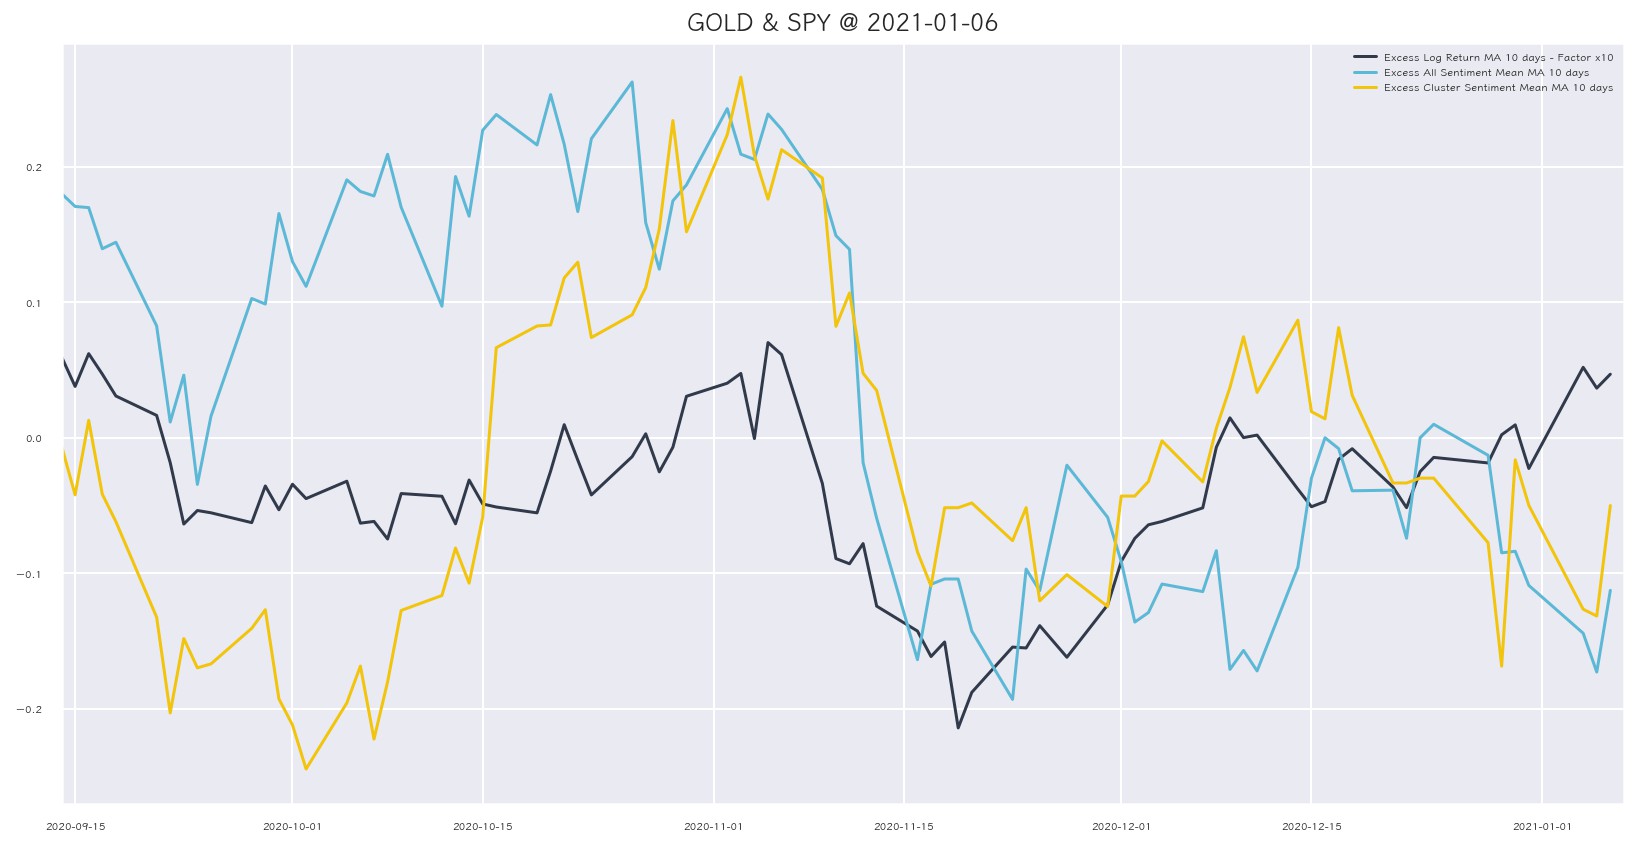 GOLD & SPY @ 2021-01-06
Excess Log Return MA 10 days - Factor x10
Excess All Sentiment Mean MA 10 days
Excess Cluster Sentiment Mean MA 10 days
0.2
0.1
0.0
−0.1
−0.2
2020-09-15 2020-10-01 2020-10-15 2020-11-01 2020-11-15 2020-12-01 2020-12-15 2021-01-01